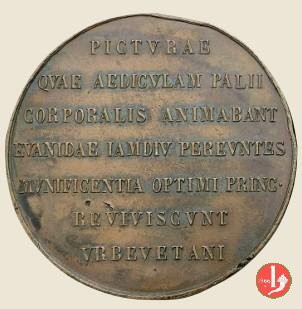 PICTVRAE
QVAE AEDICVLAM PALII
CORPORALIS ANIMABANT
EVANIDAE IAMDIV PEREVNTES
MVNIFICENTIA OPTIMI PRINC·
REVIVISCVNT
VRBEVETANI